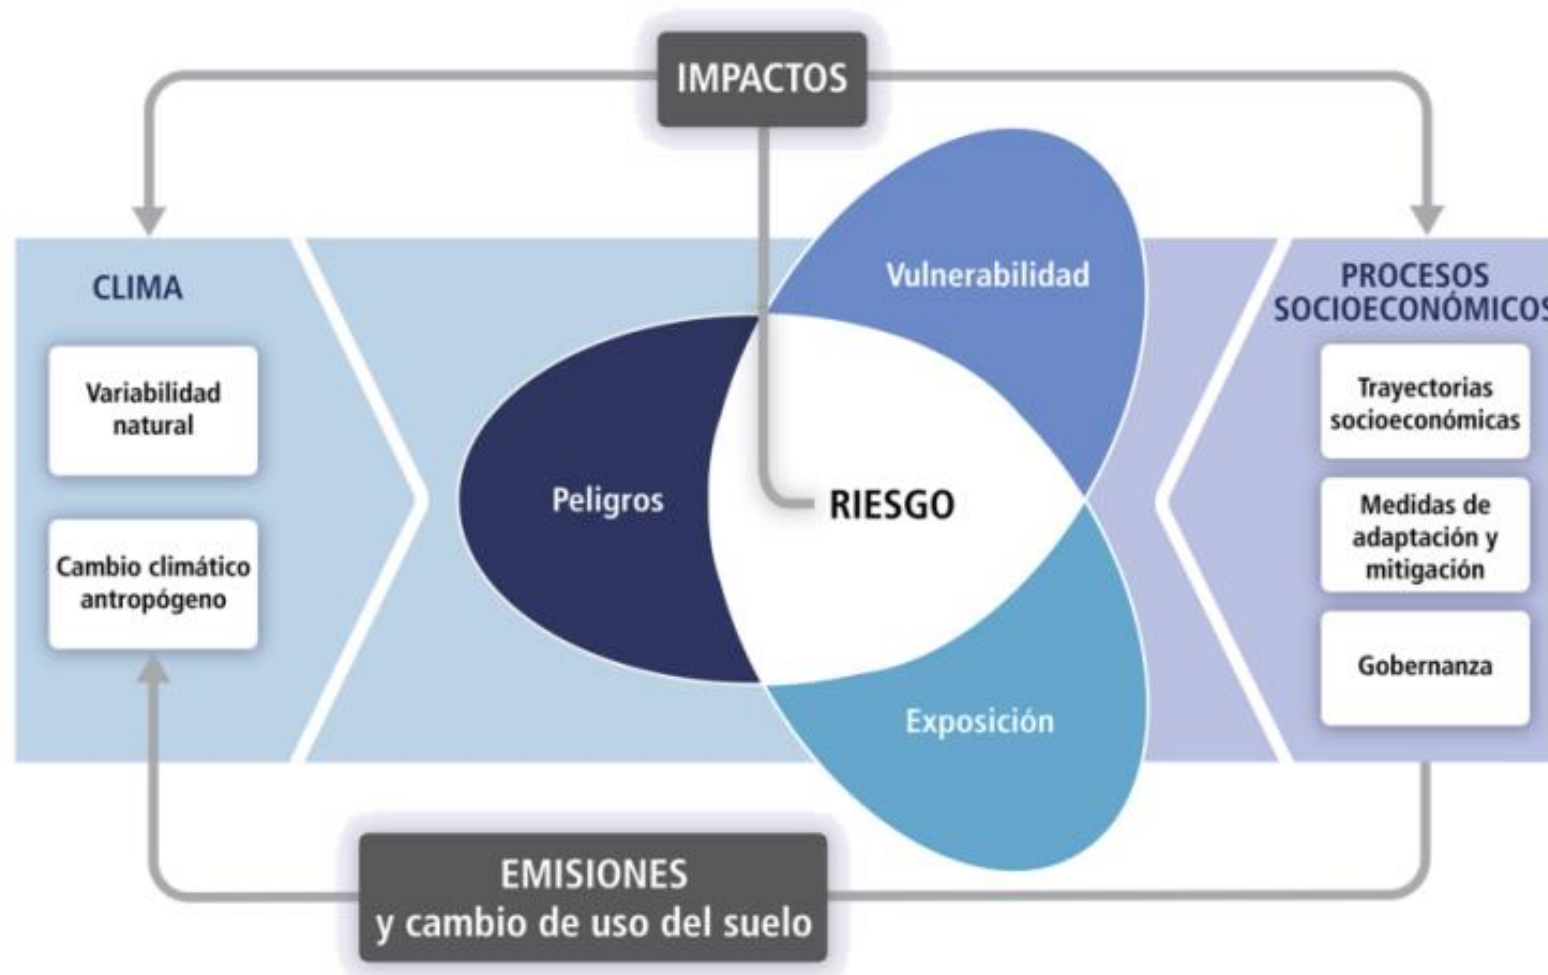 IMPACTOS
CLIMA
Variabilidad
natural
Cambio climático
antropógeno
Vulnerabilidad
Peligros
RIESGO
Exposición
PROCESOS
SOCIOECONÓMICOS
Trayectorias
socioeconómicas
Medidas de
adaptación y
mitigación
Gobernanza
EMISIONES
y cambio de uso del suelo